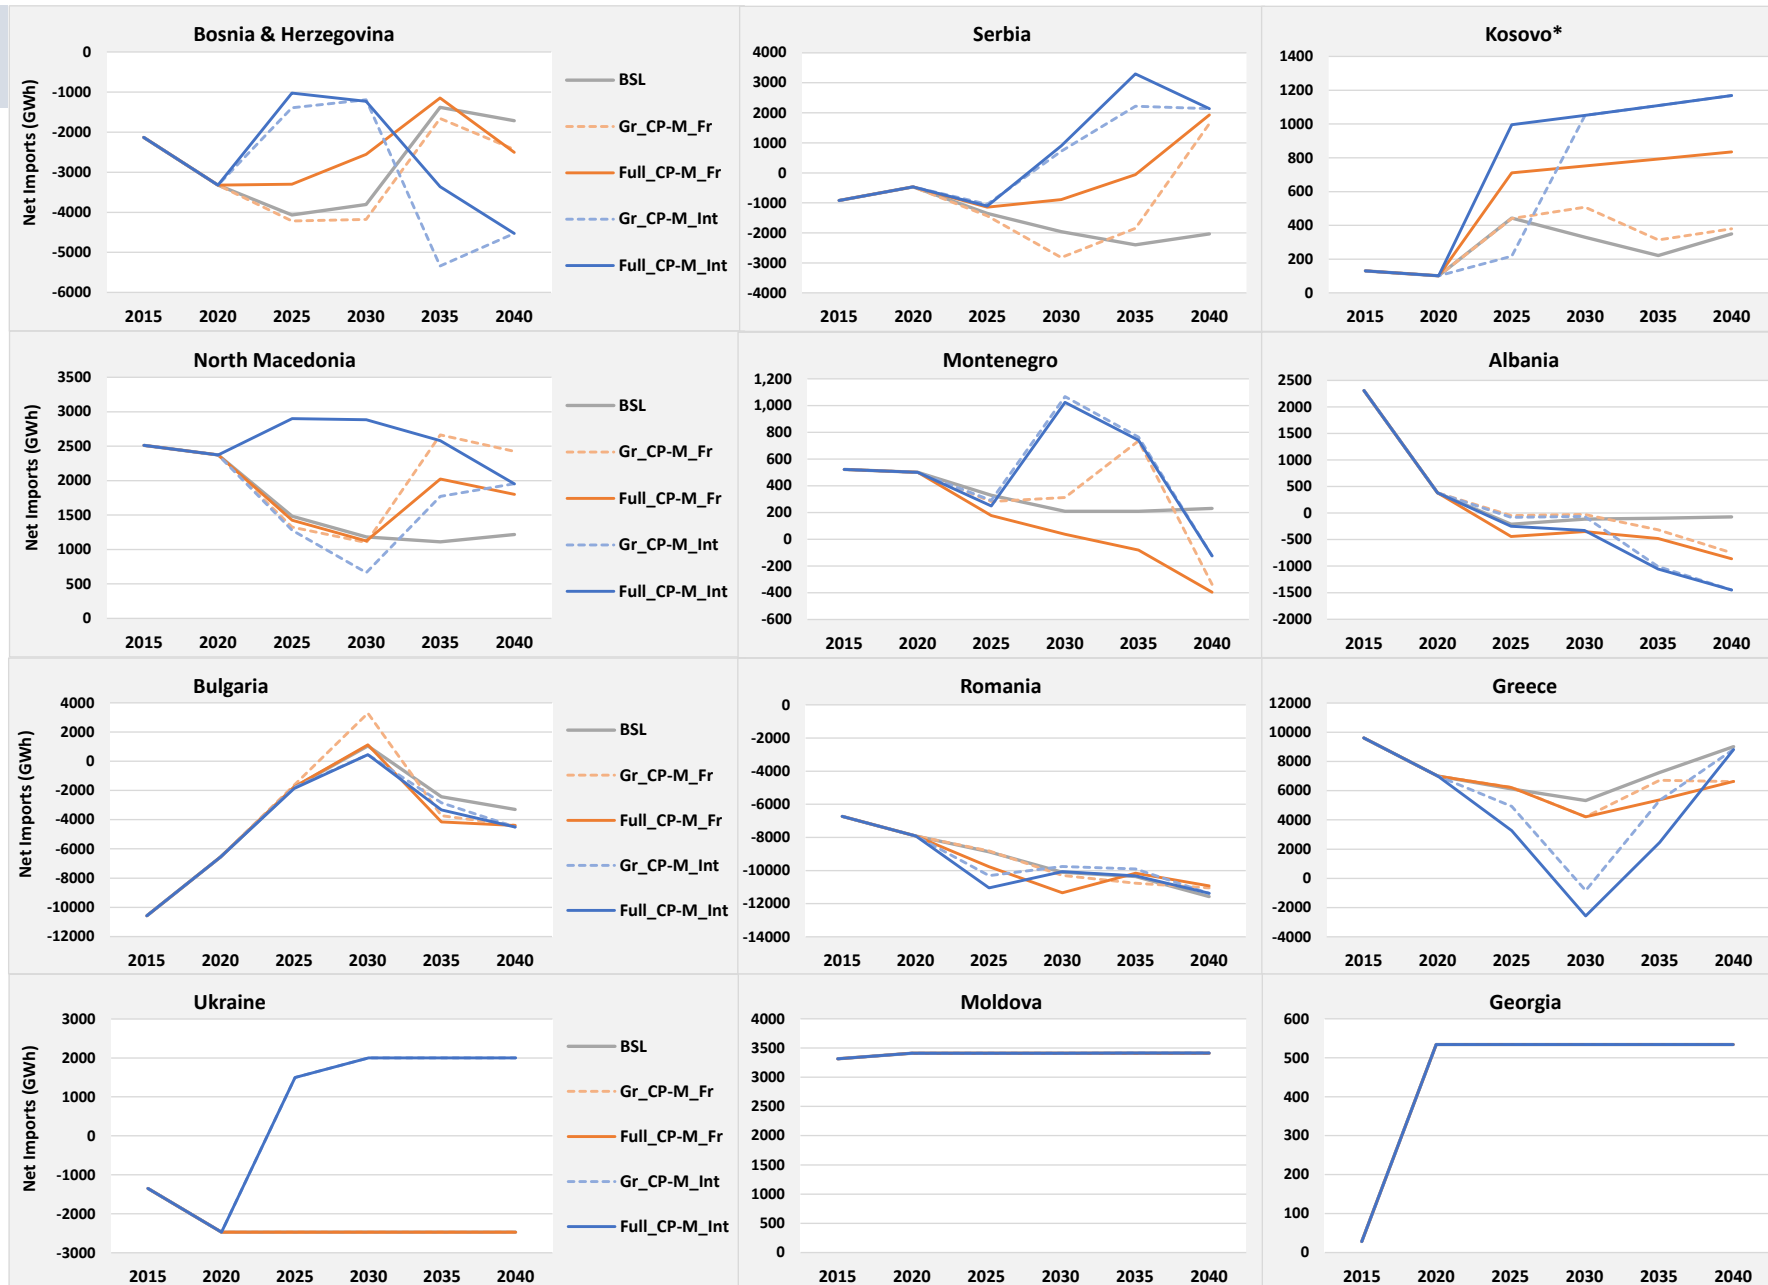 Bosnia & Herzegovina
Net Imports (GWh)
0
-1000
-2000
-3000
-4000
-5000
-6000
2015 2020 2025 2030 2035 2040
BSL
Gr_CP-M_Fr
Full_CP-M_Fr
Gr_CP-M_Int
Full_CP-M_Int
Serbia
4000
3000
2000
1000
0
-1000
-2000
-3000
-4000
2015 2020 2025 2030 2035 2040
Kosovo*
1400
1200
1000
800
600
400
200
0
2015 2020 2025 2030 2035 2040
North Macedonia
Net Imports (GWh)
3500
3000
2500
2000
1500
1000
500
0
2015 2020 2025 2030 2035 2040
BSL
Gr_CP-M_Fr
Full_CP-M_Fr
Gr_CP-M_Int
Full_CP-M_Int
Montenegro
1,200
1,000
800
600
400
200
0
-200
-400
-600
2015 2020 2025 2030 2035 2040
Albania
2500
2000
1500
1000
500
0
-500
-1000
-1500
-2000
2015 2020 2025 2030 2035 2040
Bulgaria
Net Imports (GWh)
4000
2000
0
-2000
-4000
-6000
-8000
-10000
-12000
2015 2020 2025 2030 2035 2040
BSL
Gr_CP-M_Fr
Full_CP-M_Fr
Gr_CP-M_Int
Full_CP-M_Int
Romania
0
-2000
-4000
-6000
-8000
-10000
-12000
-14000
2015 2020 2025 2030 2035 2040
Greece
12000
10000
8000
6000
4000
2000
0
-2000
-4000
2015 2020 2025 2030 2035 2040
Ukraine
Net Imports (GWh)
3000
2000
1000
0
-1000
-2000
-3000
2015 2020 2025 2030 2035 2040
BSL
Gr_CP-M_Fr
Full_CP-M_Fr
Gr_CP-M_Int
Full_CP-M_Int
Moldova
4000
3500
3000
2500
2000
1500
1000
500
0
2015 2020 2025 2030 2035 2040
Georgia
600
500
400
300
200
100
0
2015 2020 2025 2030 2035 2040